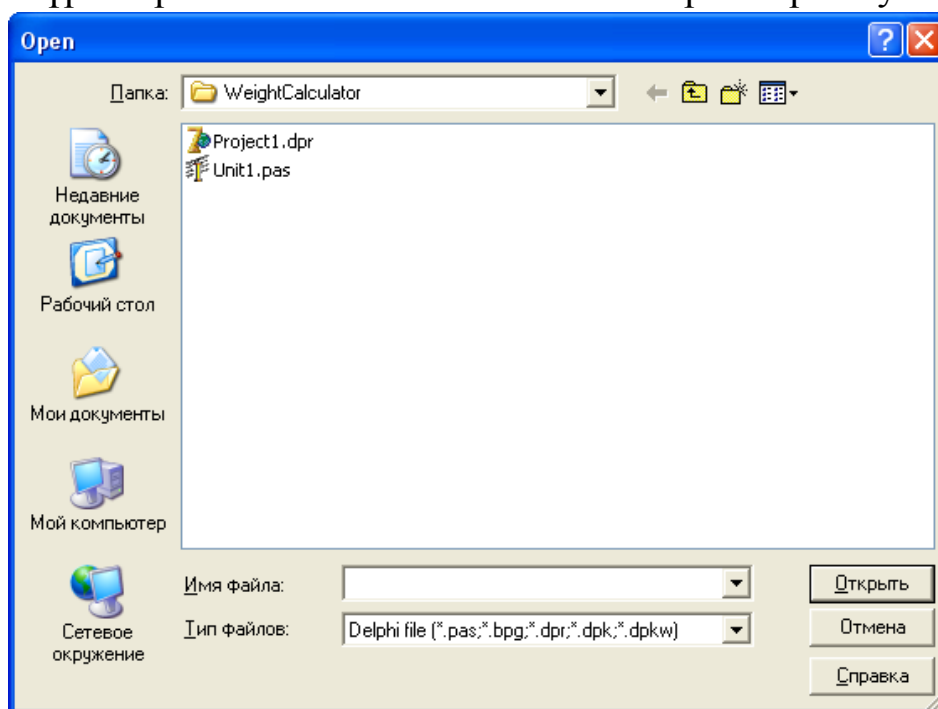 Open
Папка: WeightCalculator
Project1.dpr
Unit1.pas
Недавние
документы
Рабочий стол
Мои документы
Мой компьютер
Сетевое
окружение
Имя файла:
Открыть
Тип файлов: Delphi file (*.pas;*.bpg;*.dpr;*.dpk;*.dpkw)
Отмена
Справка